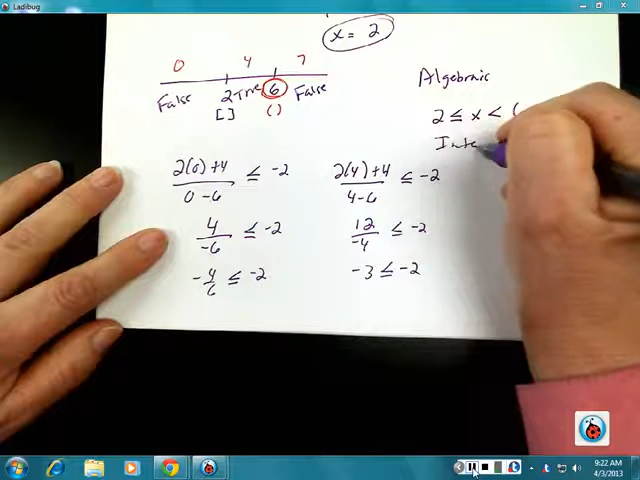 Ladibug
x = 2
0 4 7
False 2 True 6 False
[ ] ( )
Algebraic
2 ≤ x < 6
Inte
2(0)+4 / 0-6 ≤ -2
2(4)+4 / 4-6 ≤ -2
4 / -6 ≤ -2
12 / -4 ≤ -2
-4/6 ≤ -2
-3 ≤ -2
9:22 AM
4/3/2013